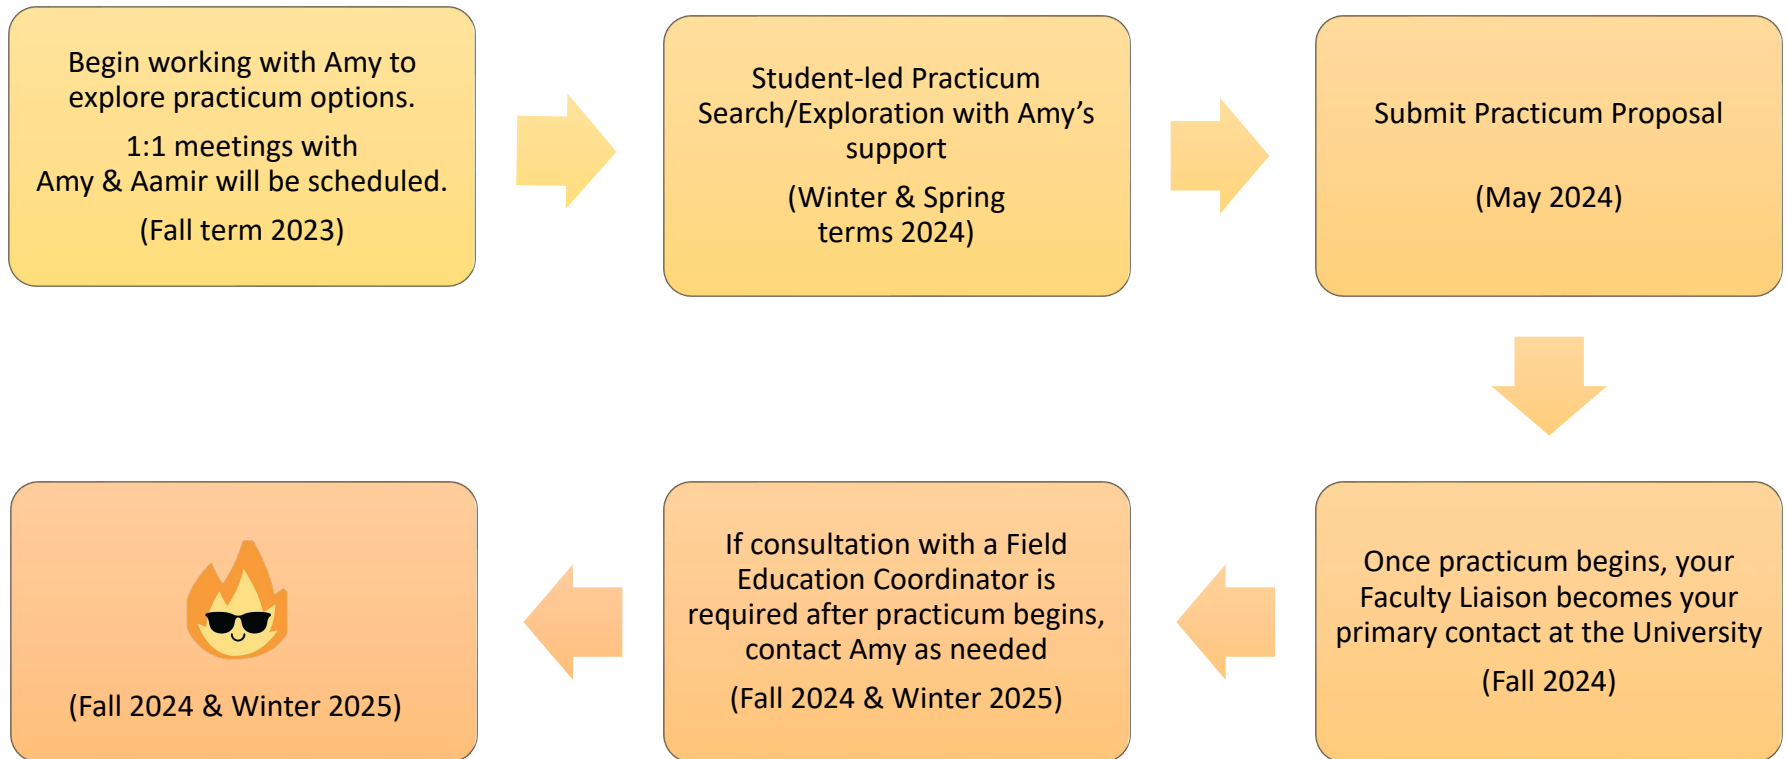 Begin working with Amy to
explore practicum options.
1:1 meetings with
Amy & Aamir will be scheduled.
(Fall term 2023)
Student-led Practicum
Search/Exploration with Amy’s
support
(Winter & Spring
terms 2024)
Submit Practicum Proposal
(May 2024)
Once practicum begins, your
Faculty Liaison becomes your
primary contact at the University
(Fall 2024)
If consultation with a Field
Education Coordinator is
required after practicum begins,
contact Amy as needed
(Fall 2024 & Winter 2025)
(Fall 2024 & Winter 2025)